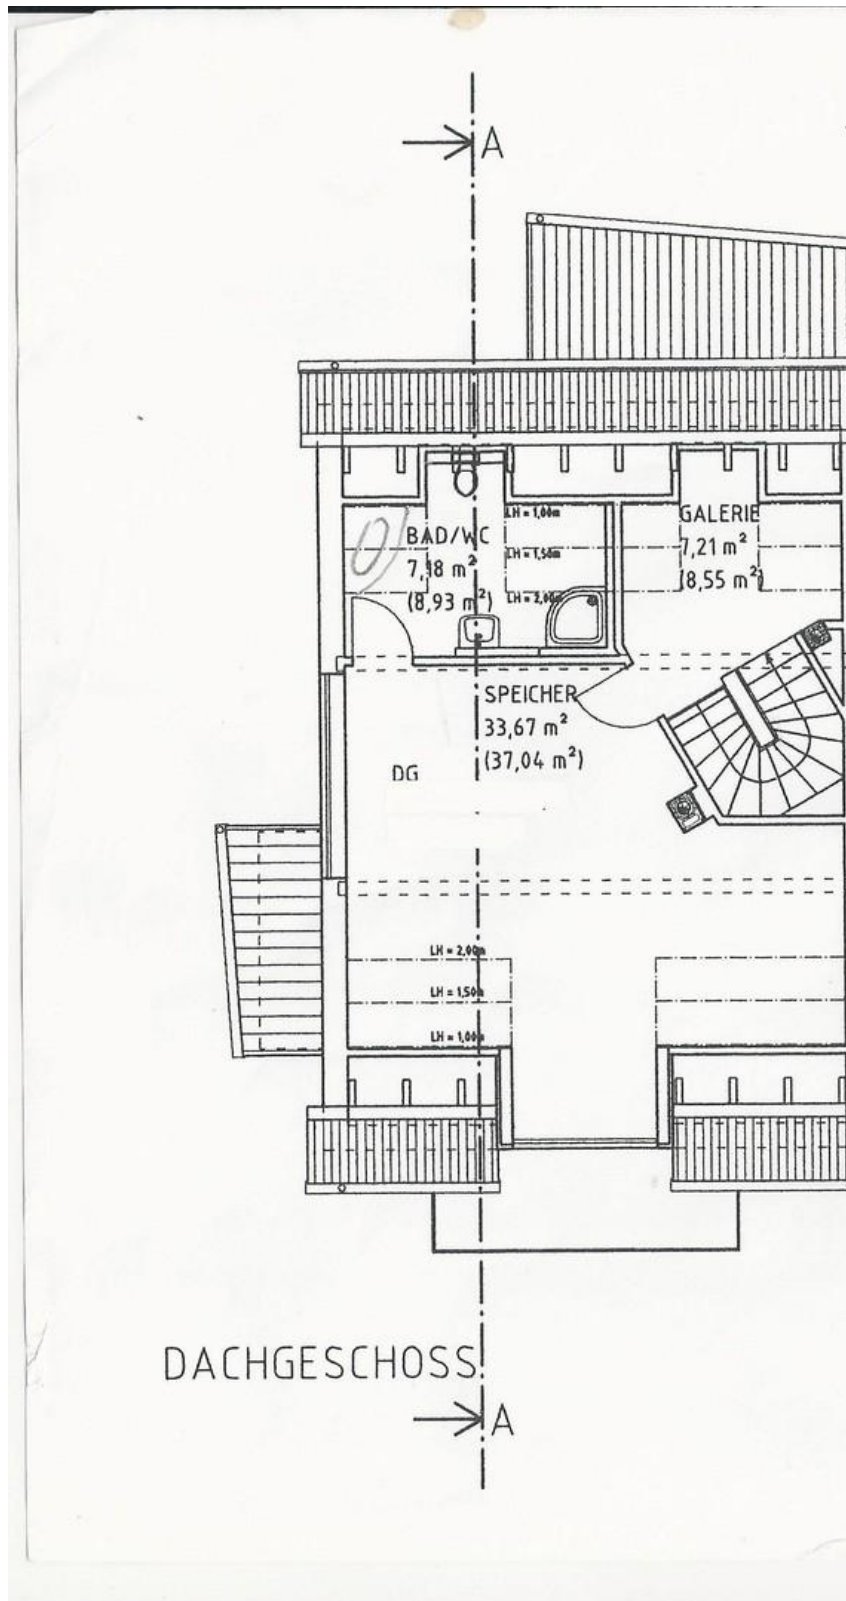 A
LH = 1,00m
GALERIE
BAD/WC
7,21 m²
LH = 1,50m
7,18 m²
(8,55 m²)
(8,93 m²)
LH = 2,00m
SPEICHER
33,67 m²
(37,04 m²)
DG
LH = 2,00m
LH = 1,50m
LH = 1,00m
DACHGESCHOSS
A